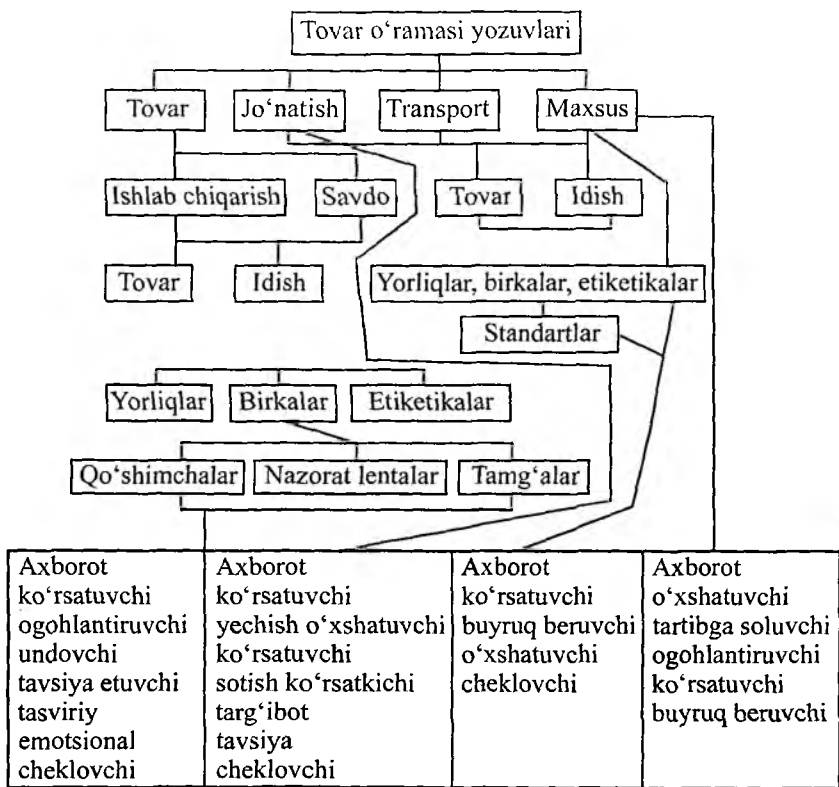 Tovar o‘ramasi yozuvlari
Tovar
Jo‘natish
Transport
Maxsus
Ishlab chiqarish
Savdo
Tovar
Idish
Tovar
Idish
Yorliqlar, birkalar, etiketikalar
Standartlar
Yorliqlar
Birkalar
Etiketikalar
Qo‘shimchalar
Nazorat lentalar
Tamg‘alar
Axborot
ko‘rsatuvchi
ogohlantiruvchi
undovchi
tavsiya etuvchi
tasviriy
emotsional
cheklovchi
Axborot
ko‘rsatuvchi
yechish o‘xshatuvchi
ko‘rsatuvchi
sotish ko‘rsatkichi
targ‘ibot
tavsiya
cheklovchi
Axborot
ko‘rsatuvchi
buyruq beruvchi
o‘xshatuvchi
cheklovchi
Axborot
o‘xshatuvchi
tartibga soluvchi
ogohlantiruvchi
ko‘rsatuvchi
buyruq beruvchi